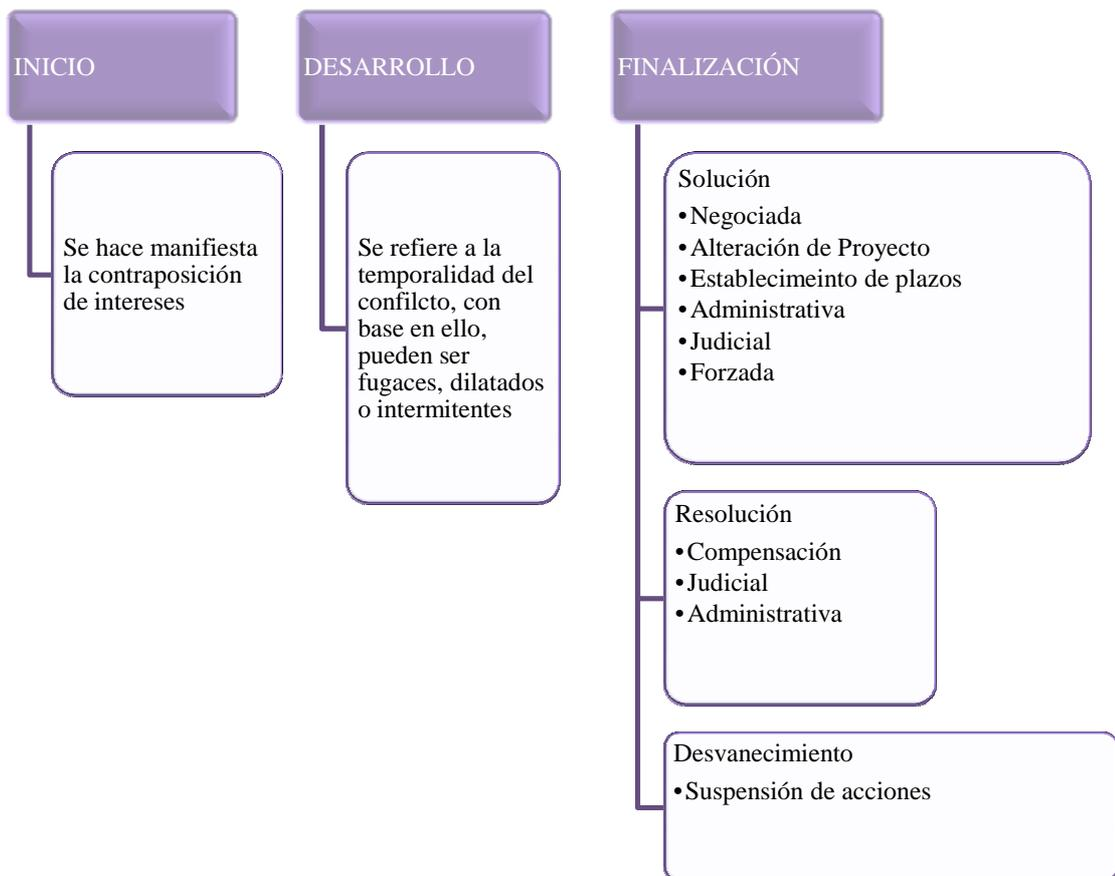 INICIO
Se hace manifiesta
la contraposición
de intereses
DESARROLLO
Se refiere a la
temporalidad del
confilcto, con
base en ello,
pueden ser
fugaces, dilatados
o intermitentes
FINALIZACIÓN
Solución
•Negociada
•Alteración de Proyecto
•Establecimeinto de plazos
•Administrativa
•Judicial
•Forzada
Resolución
•Compensación
•Judicial
•Administrativa
Desvanecimiento
•Suspensión de acciones